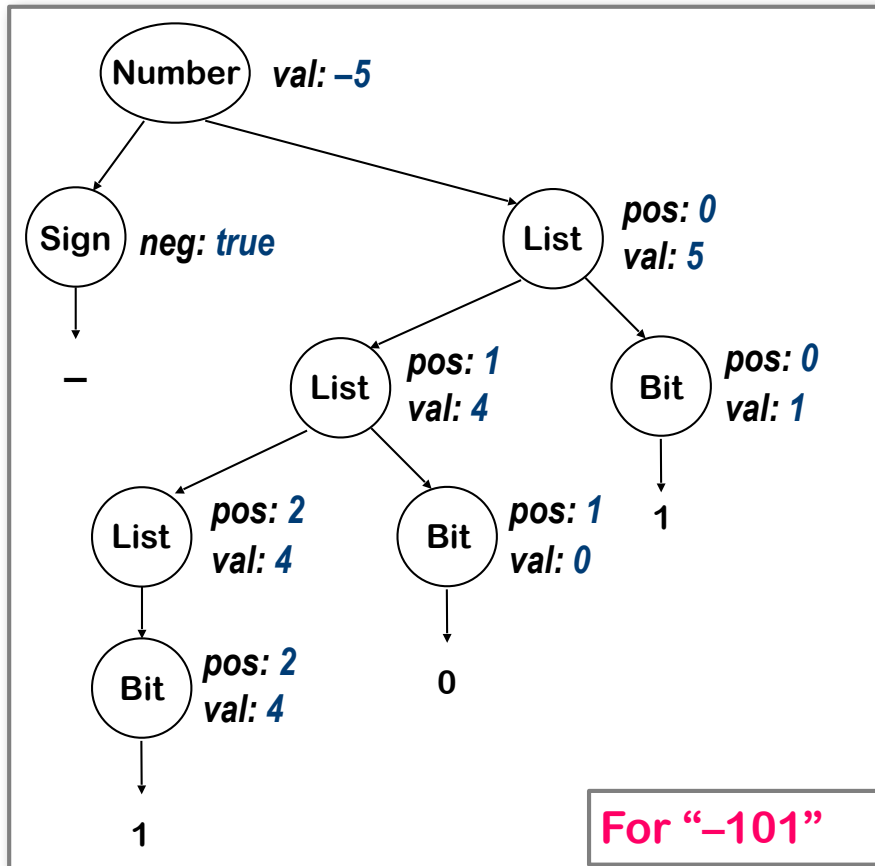 Number val: –5
Sign neg: true
List pos: 0
val: 5
–
List pos: 1
val: 4
Bit pos: 0
val: 1
List pos: 2
val: 4
Bit pos: 1
val: 0
1
Bit pos: 2
val: 4
0
1
For “–101”